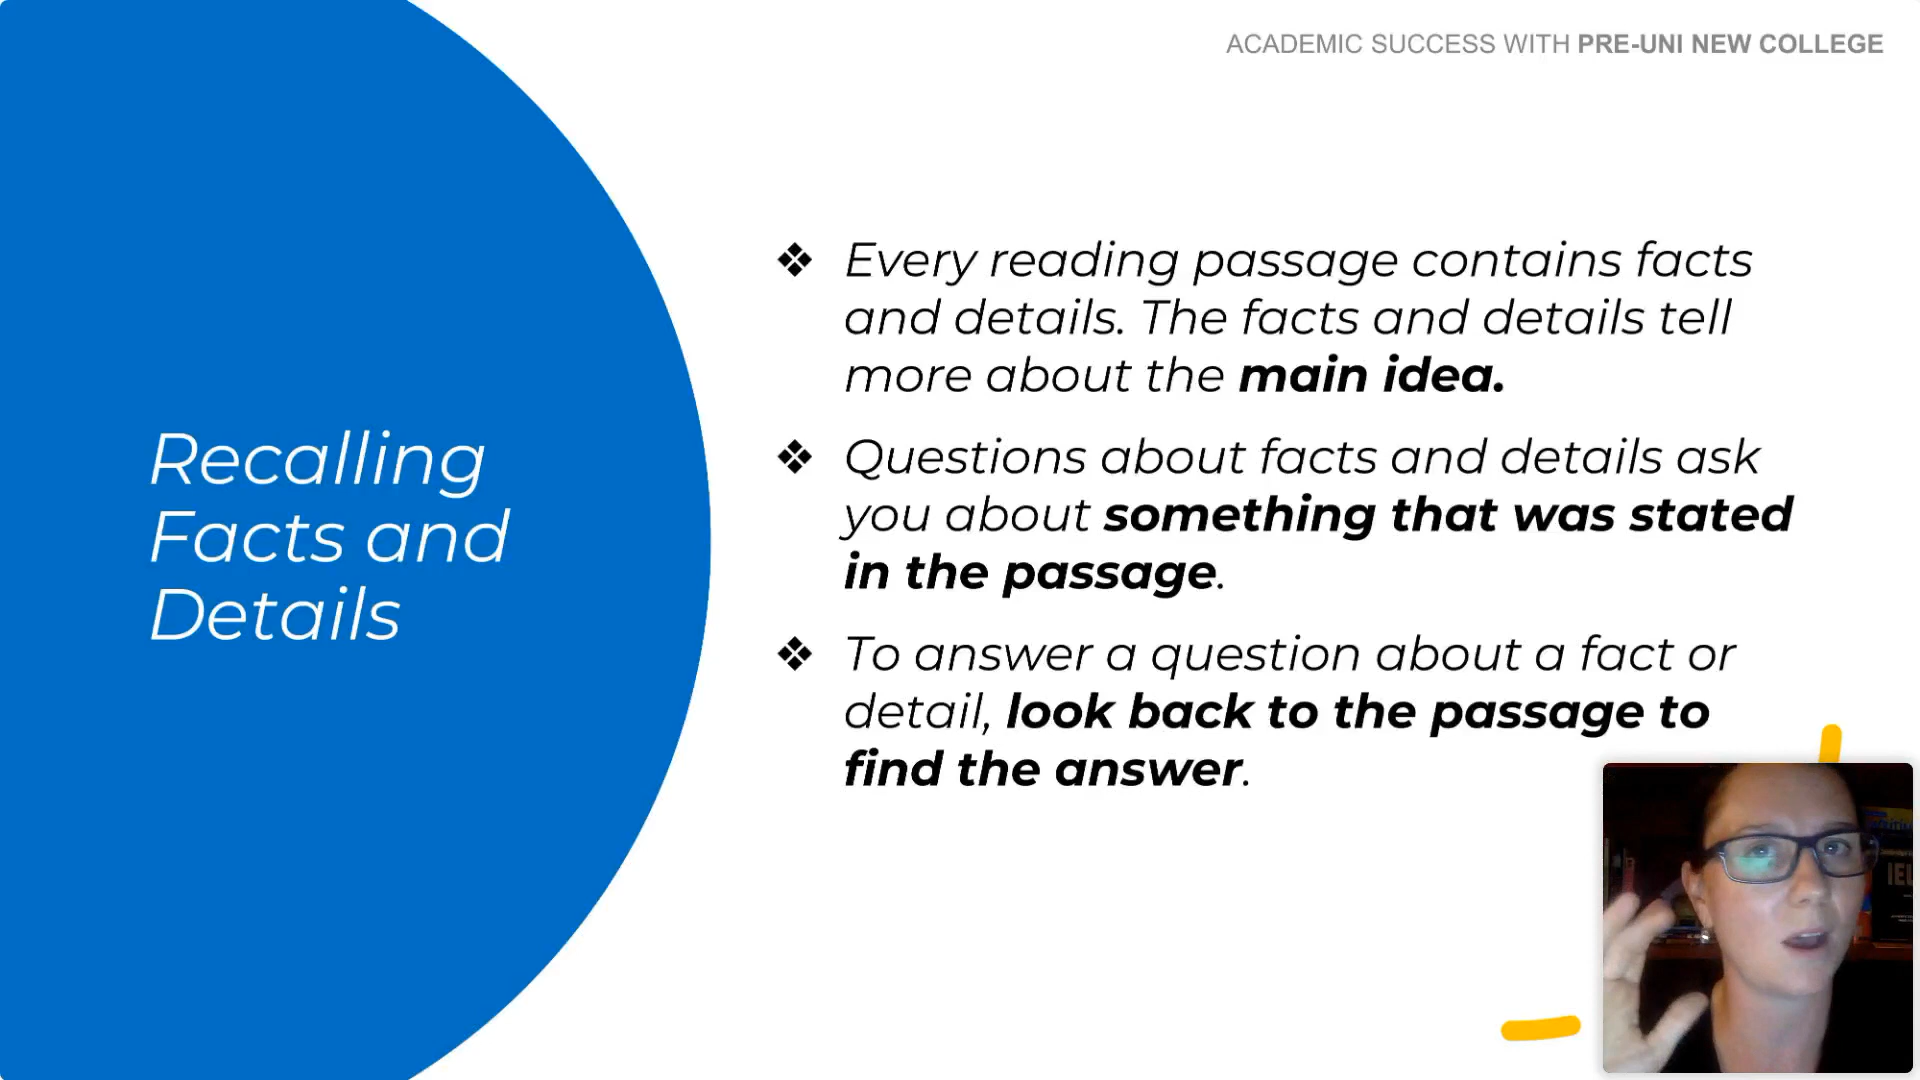 ACADEMIC SUCCESS WITH PRE-UNI NEW COLLEGE
Recalling
Facts and
Details
❖ Every reading passage contains facts
and details. The facts and details tell
more about the main idea.
❖ Questions about facts and details ask
you about something that was stated
in the passage.
❖ To answer a question about a fact or
detail, look back to the passage to
find the answer.